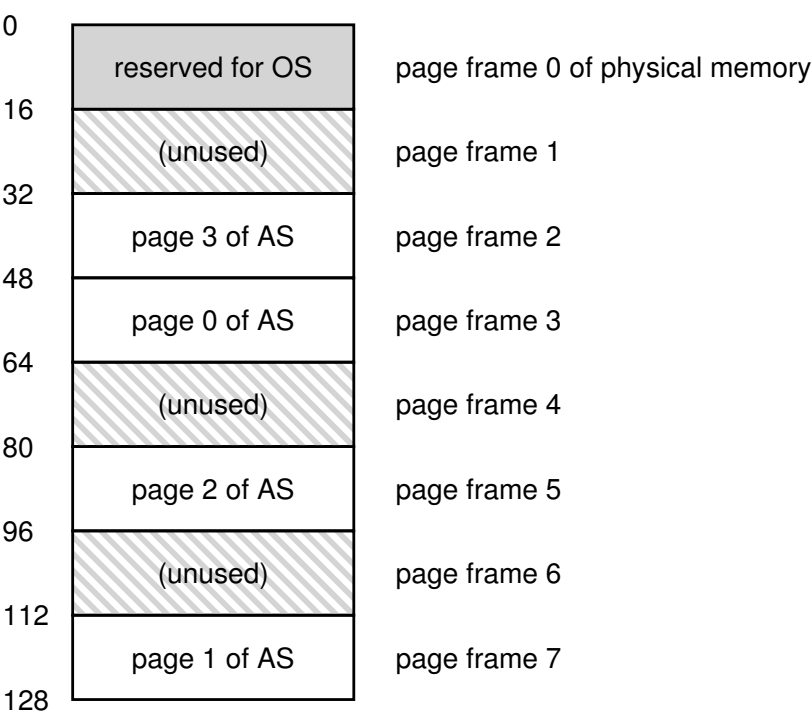 0
reserved for OS page frame 0 of physical memory
16
(unused) page frame 1
32
page 3 of AS page frame 2
48
page 0 of AS page frame 3
64
(unused) page frame 4
80
page 2 of AS page frame 5
96
(unused) page frame 6
112
page 1 of AS page frame 7
128